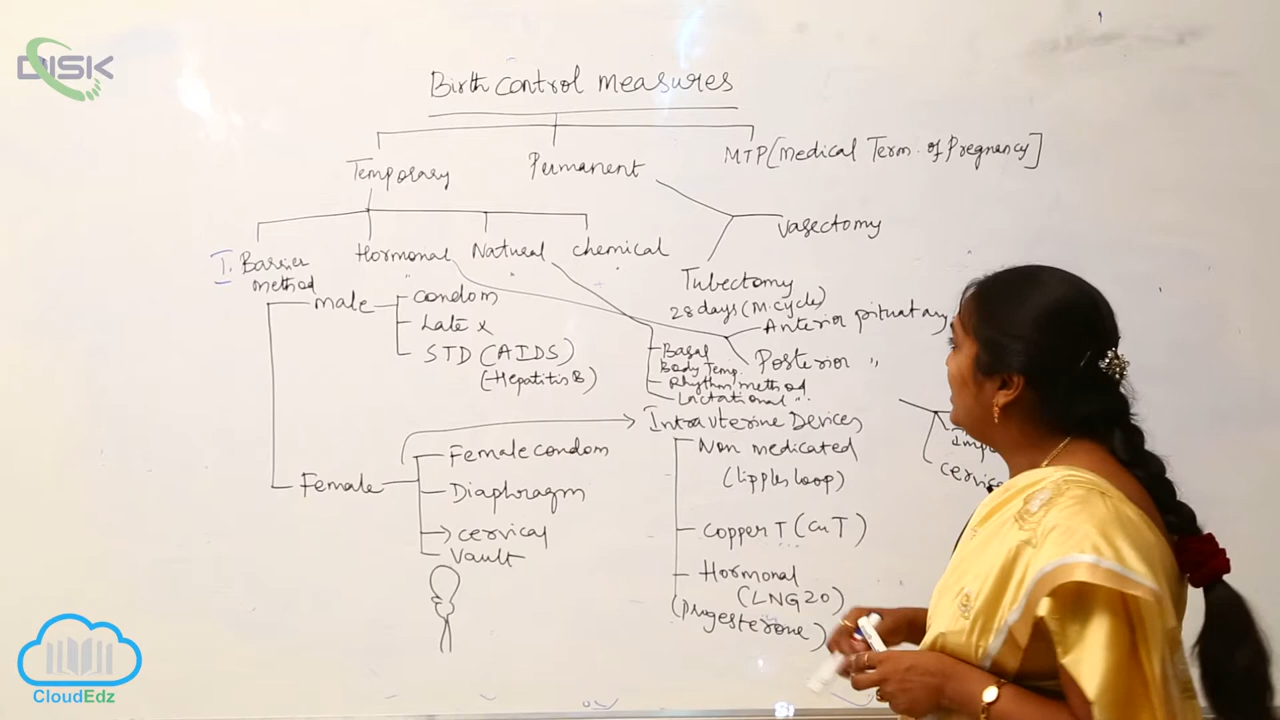 DISK
Birth control measures
Temporary
Permanent
MTP [Medical Term. of Pregnancy]
Vasectomy
Tubectomy
28 days (M.cycle)
I. Barrier
method
Hormonal
Natural
chemical
male
condom
Latex
STD (AIDS)
(-Hepatitis B)
Anterior pituatary
Posterior "
Basal
Body Temp.
Rhythm method
Lactational "
Female
Female condom
Diaphragm
cervical
vault
Intra uterine Devices
Non medicated
(lipples loop)
Copper T (Cu T)
Hormonal
(LNG 20)
(Progesterone)
CloudEdz